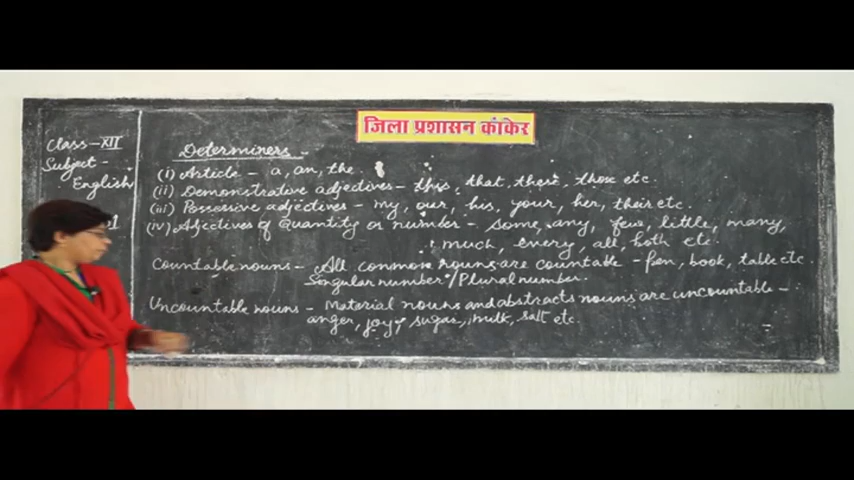 जिला प्रशासन कांकेर
Class - XII
Subject -
English
1
Determiners -
(i) Article - a, an, the.
(ii) Demonstrative adjectives - this, that, these, those etc.
(iii) Possessive adjectives - my, our, his, your, her, their etc.
(iv) Adjectives of Quantity or number - some, any, few, little, many,
much, every, all, both etc.
Countable nouns - All common nouns are countable - pen, book, table etc.
Singular number/Plural number.
Uncountable nouns - Material nouns and abstracts nouns are uncountable -
anger, joy, sugar, milk, salt etc.